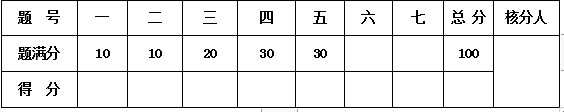 题 号 一 二 三 四 五 六 七 总 分 核分人
题满分 10 10 20 30 30 100
得 分